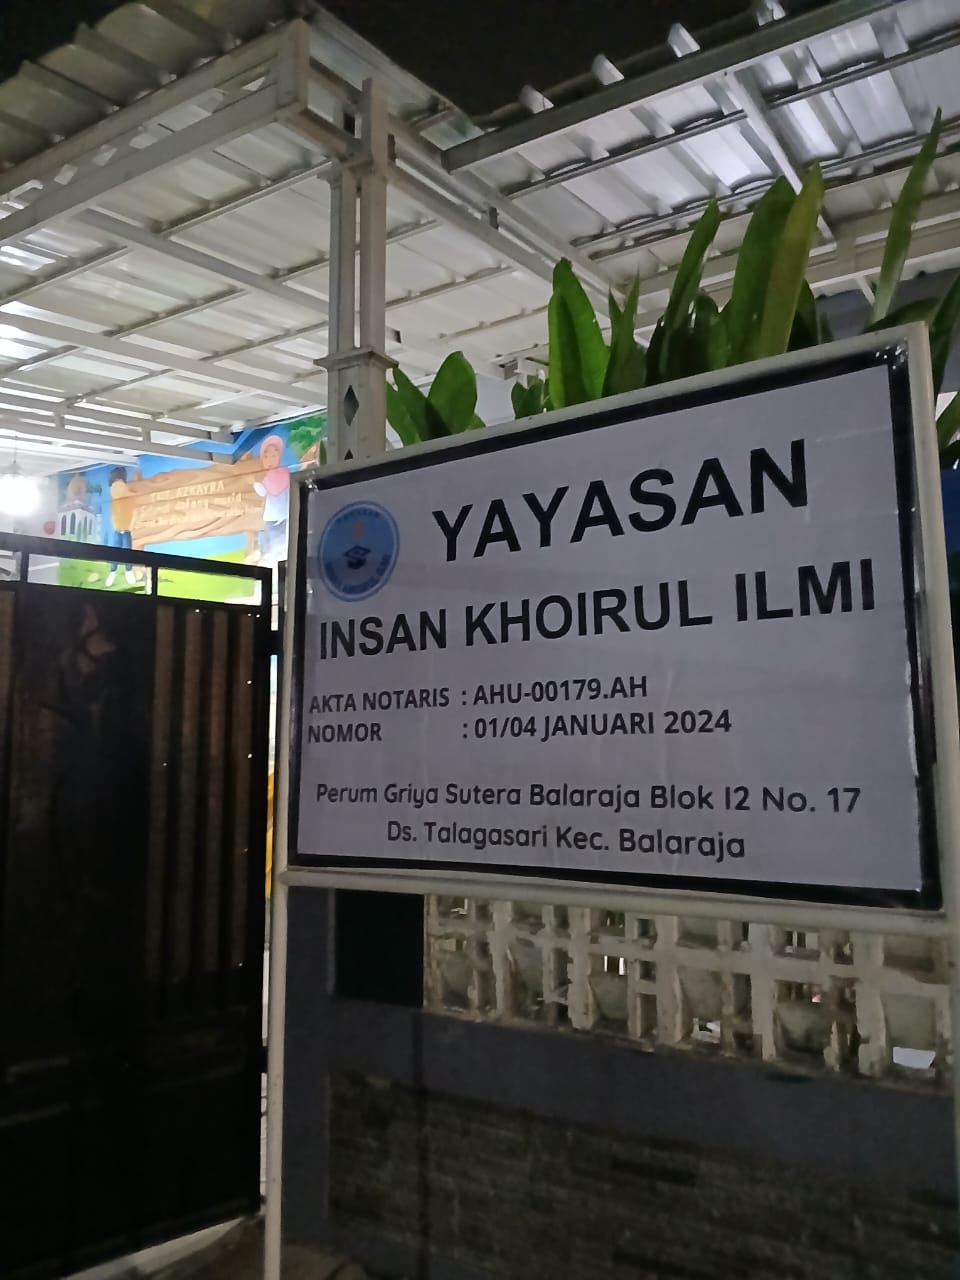 YAYASAN
INSAN KHOIRUL ILMI
AKTA NOTARIS : AHU-00179.AH
NOMOR : 01/04 JANUARI 2024
Perum Griya Sutera Balaraja Blok I2 No. 17
Ds. Talagasari Kec. Balaraja
AZKAYRA